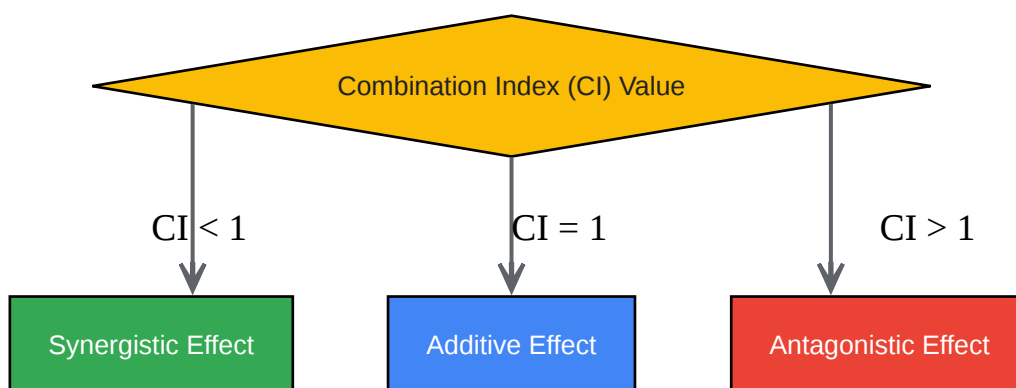 Combination Index (CI) Value
CI < 1
CI = 1
CI > 1
Synergistic Effect
Additive Effect
Antagonistic Effect